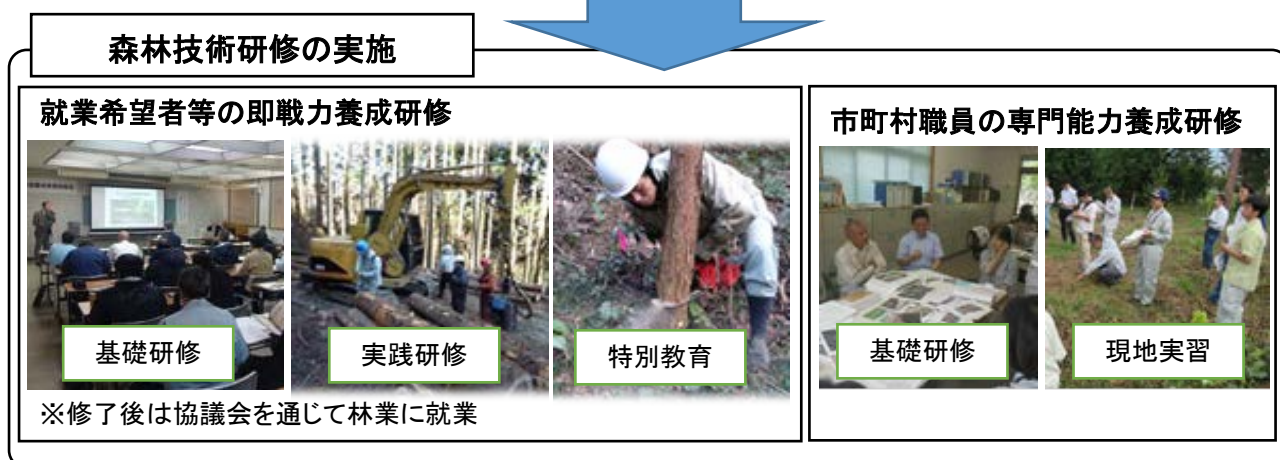 森林技術研修の実施
就業希望者等の即戦力養成研修
基礎研修
実践研修
特別教育
※修了後は協議会を通じて林業に就業
市町村職員の専門能力養成研修
基礎研修
現地実習